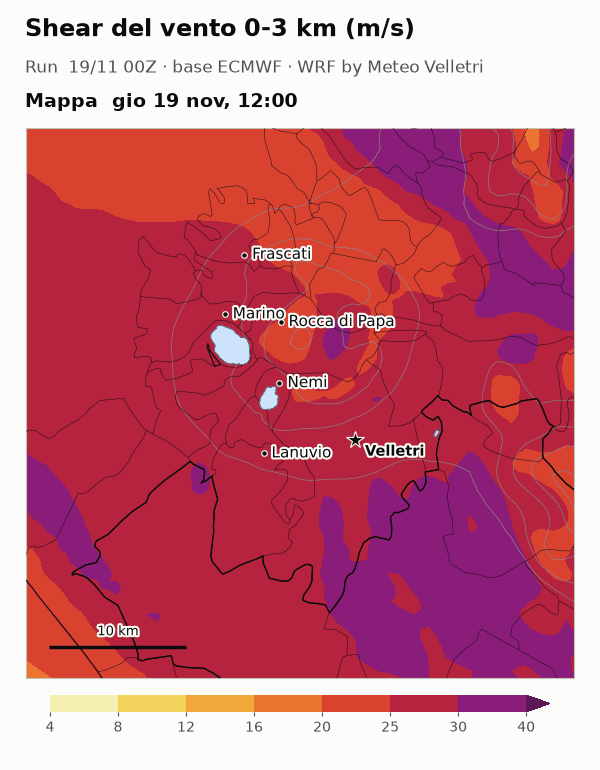 Shear del vento 0-3 km (m/s)
Run 19/11 00Z · base ECMWF · WRF by Meteo Velletri
Mappa gio 19 nov, 12:00
Frascati
Marino
Rocca di Papa
Nemi
Velletri
Lanuvio
10 km
4 8 12 16 20 25 30 40